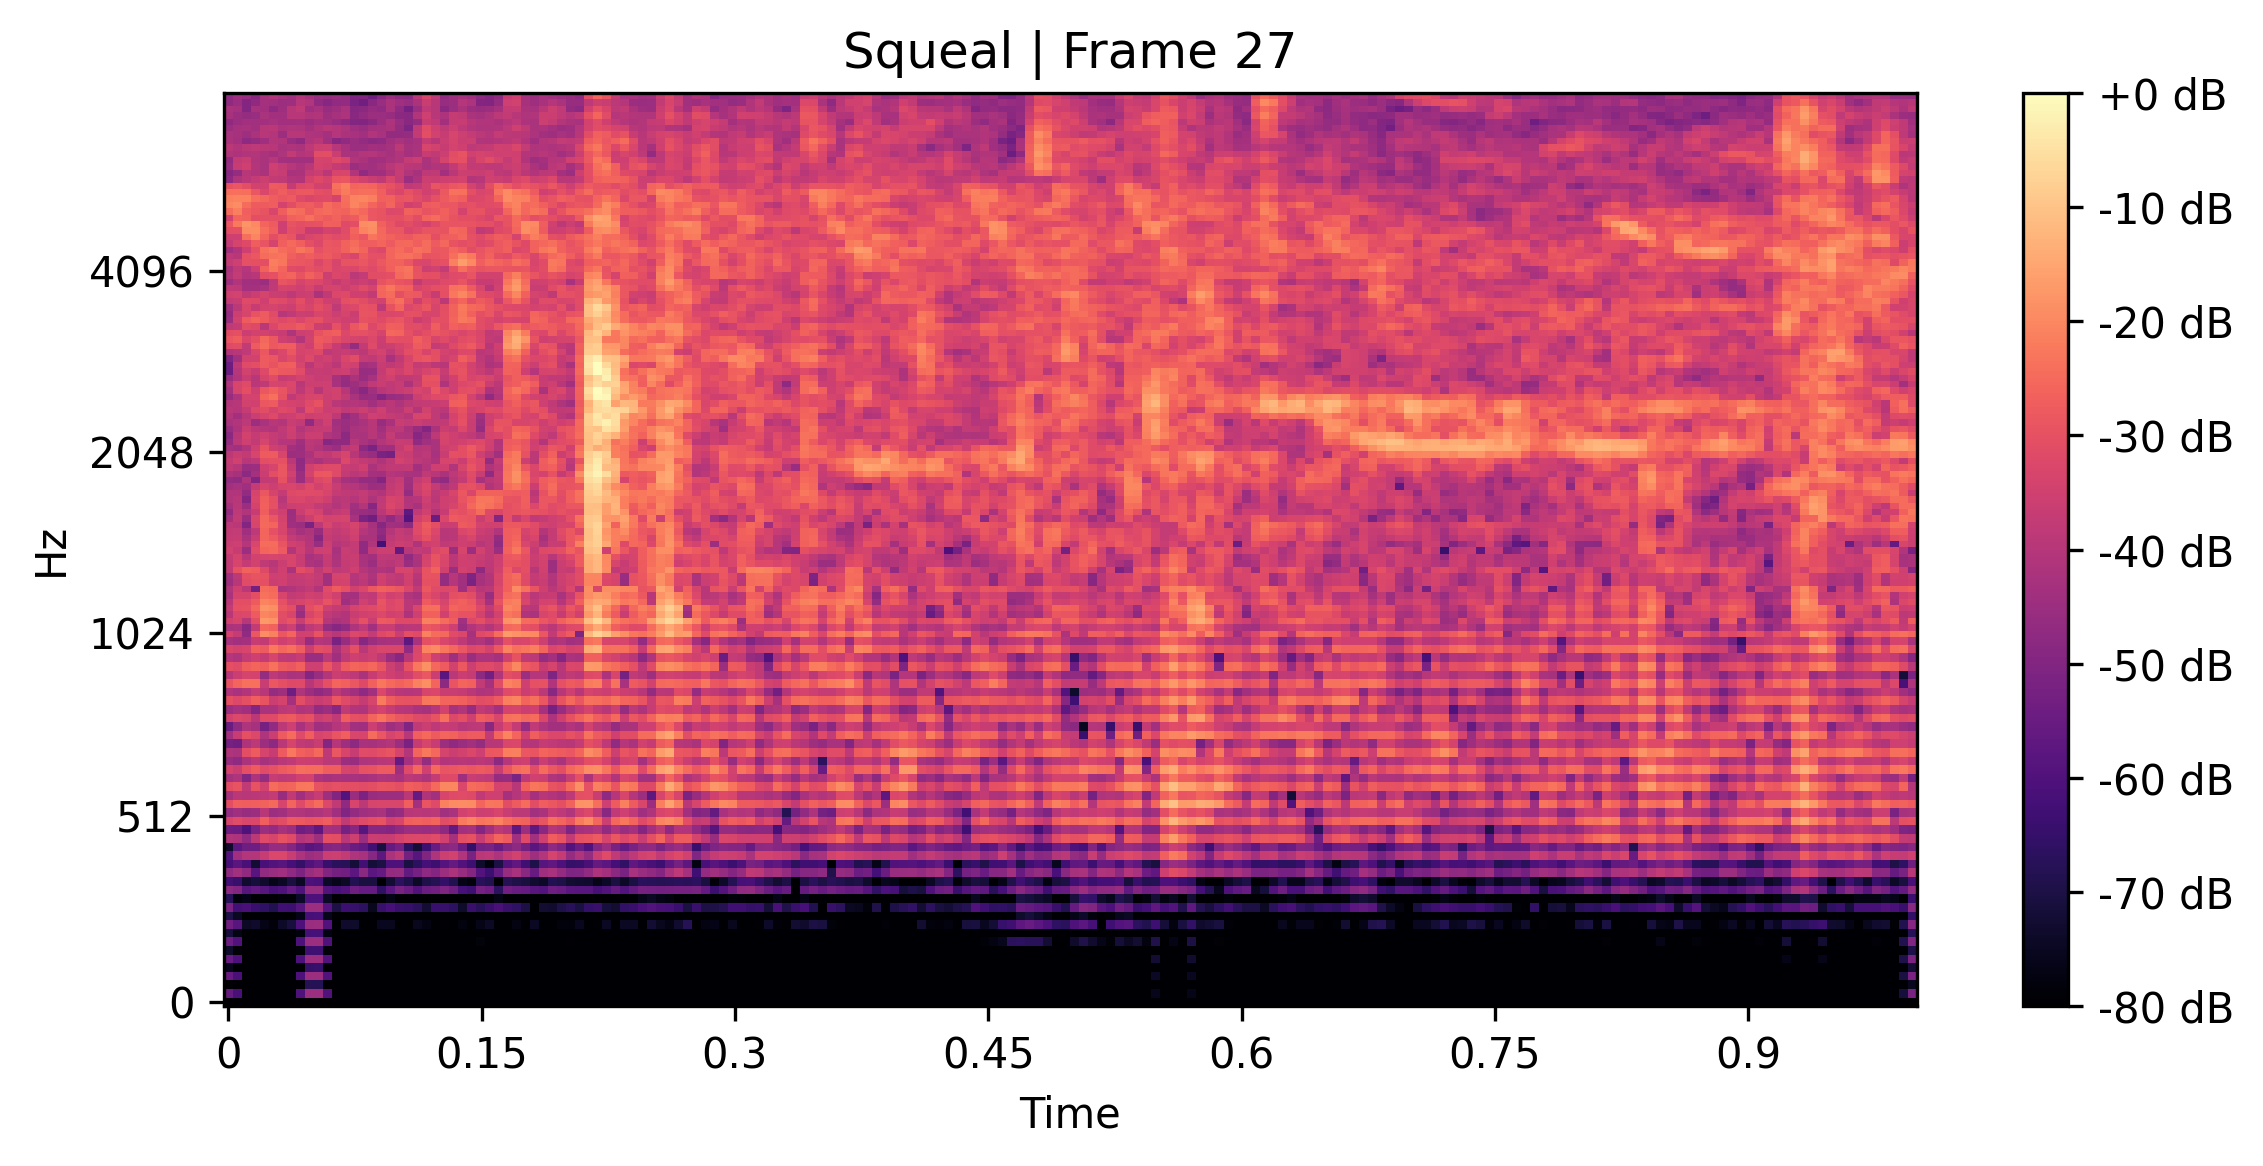 Squeal | Frame 27
+0 dB
-10 dB
4096
-20 dB
-30 dB
2048
-40 dB
Hz
1024
-50 dB
-60 dB
512
-70 dB
0
-80 dB
0 0.15 0.3 0.45 0.6 0.75 0.9
Time